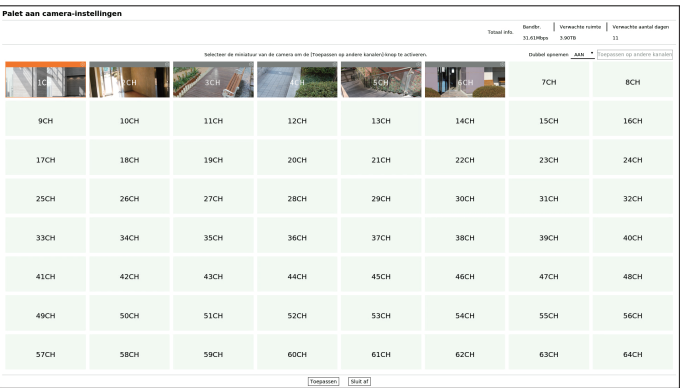 Palet aan camera-instellingen
Totaal info. Bandbr. Verwachte ruimte Verwachte aantal dagen
31.61Mbps 3.90TB 11
Selecteer de miniatuur van de camera om de [Toepassen op andere kanalen]-knop te activeren. Dubbel opnemen AAN Toepassen op andere kanalen
1CH 2CH 3CH 4CH 5CH 6CH 7CH 8CH
9CH 10CH 11CH 12CH 13CH 14CH 15CH 16CH
17CH 18CH 19CH 20CH 21CH 22CH 23CH 24CH
25CH 26CH 27CH 28CH 29CH 30CH 31CH 32CH
33CH 34CH 35CH 36CH 37CH 38CH 39CH 40CH
41CH 42CH 43CH 44CH 45CH 46CH 47CH 48CH
49CH 50CH 51CH 52CH 53CH 54CH 55CH 56CH
57CH 58CH 59CH 60CH 61CH 62CH 63CH 64CH
Toepassen Sluit af